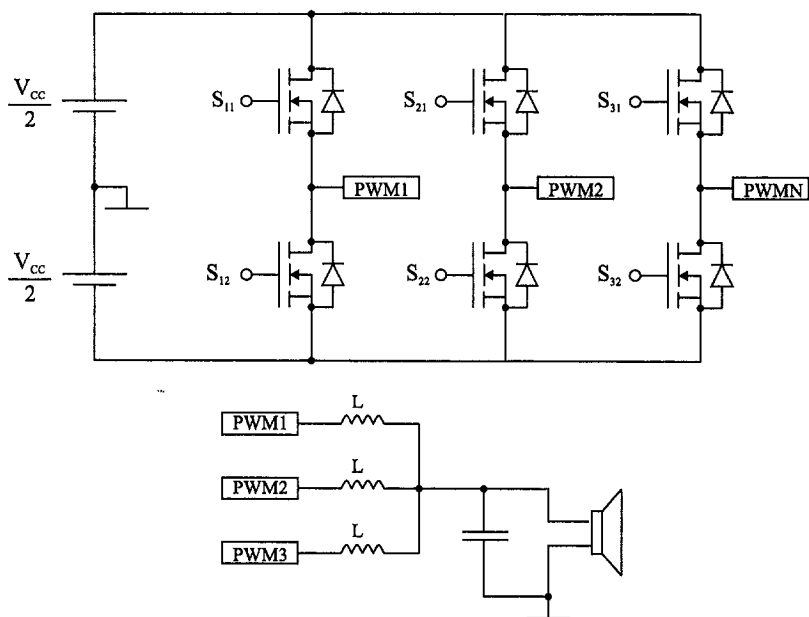 V_CC
2
S_11
PWM1
S_21
PWM2
S_31
PWMN
V_CC
2
S_12
S_22
S_32
L
PWM1
L
PWM2
L
PWM3